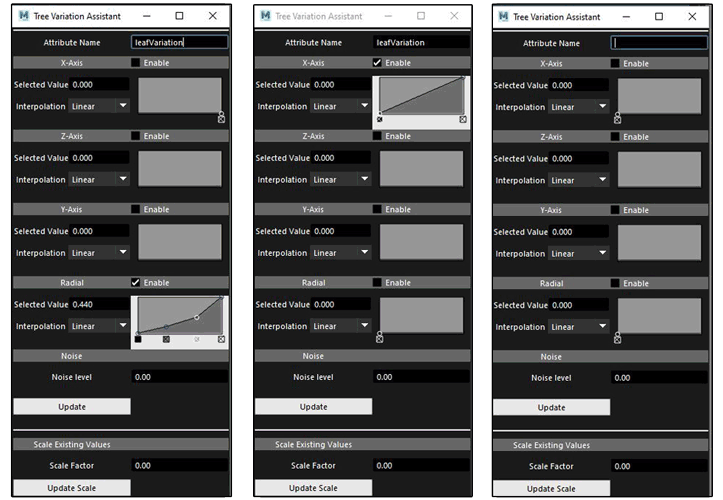 Tree Variation Assistant
Attribute Name leafVariation
X-Axis Enable
Selected Value 0.000
Interpolation Linear
Z-Axis Enable
Selected Value 0.000
Interpolation Linear
Y-Axis Enable
Selected Value 0.000
Interpolation Linear
Radial Enable
Selected Value 0.440
Interpolation Linear
Noise
Noise level 0.00
Update
Scale Existing Values
Scale Factor 0.00
Update Scale
Tree Variation Assistant
Attribute Name leafVariation
X-Axis Enable
Selected Value 0.000
Interpolation Linear
Z-Axis Enable
Selected Value 0.000
Interpolation Linear
Y-Axis Enable
Selected Value 0.000
Interpolation Linear
Radial Enable
Selected Value 0.000
Interpolation Linear
Noise
Noise level 0.00
Update
Scale Existing Values
Scale Factor 0.00
Update Scale
Tree Variation Assistant
Attribute Name
X-Axis Enable
Selected Value 0.000
Interpolation Linear
Z-Axis Enable
Selected Value 0.000
Interpolation Linear
Y-Axis Enable
Selected Value 0.000
Interpolation Linear
Radial Enable
Selected Value 0.000
Interpolation Linear
Noise
Noise level 0.00
Update
Scale Existing Values
Scale Factor 0.00
Update Scale